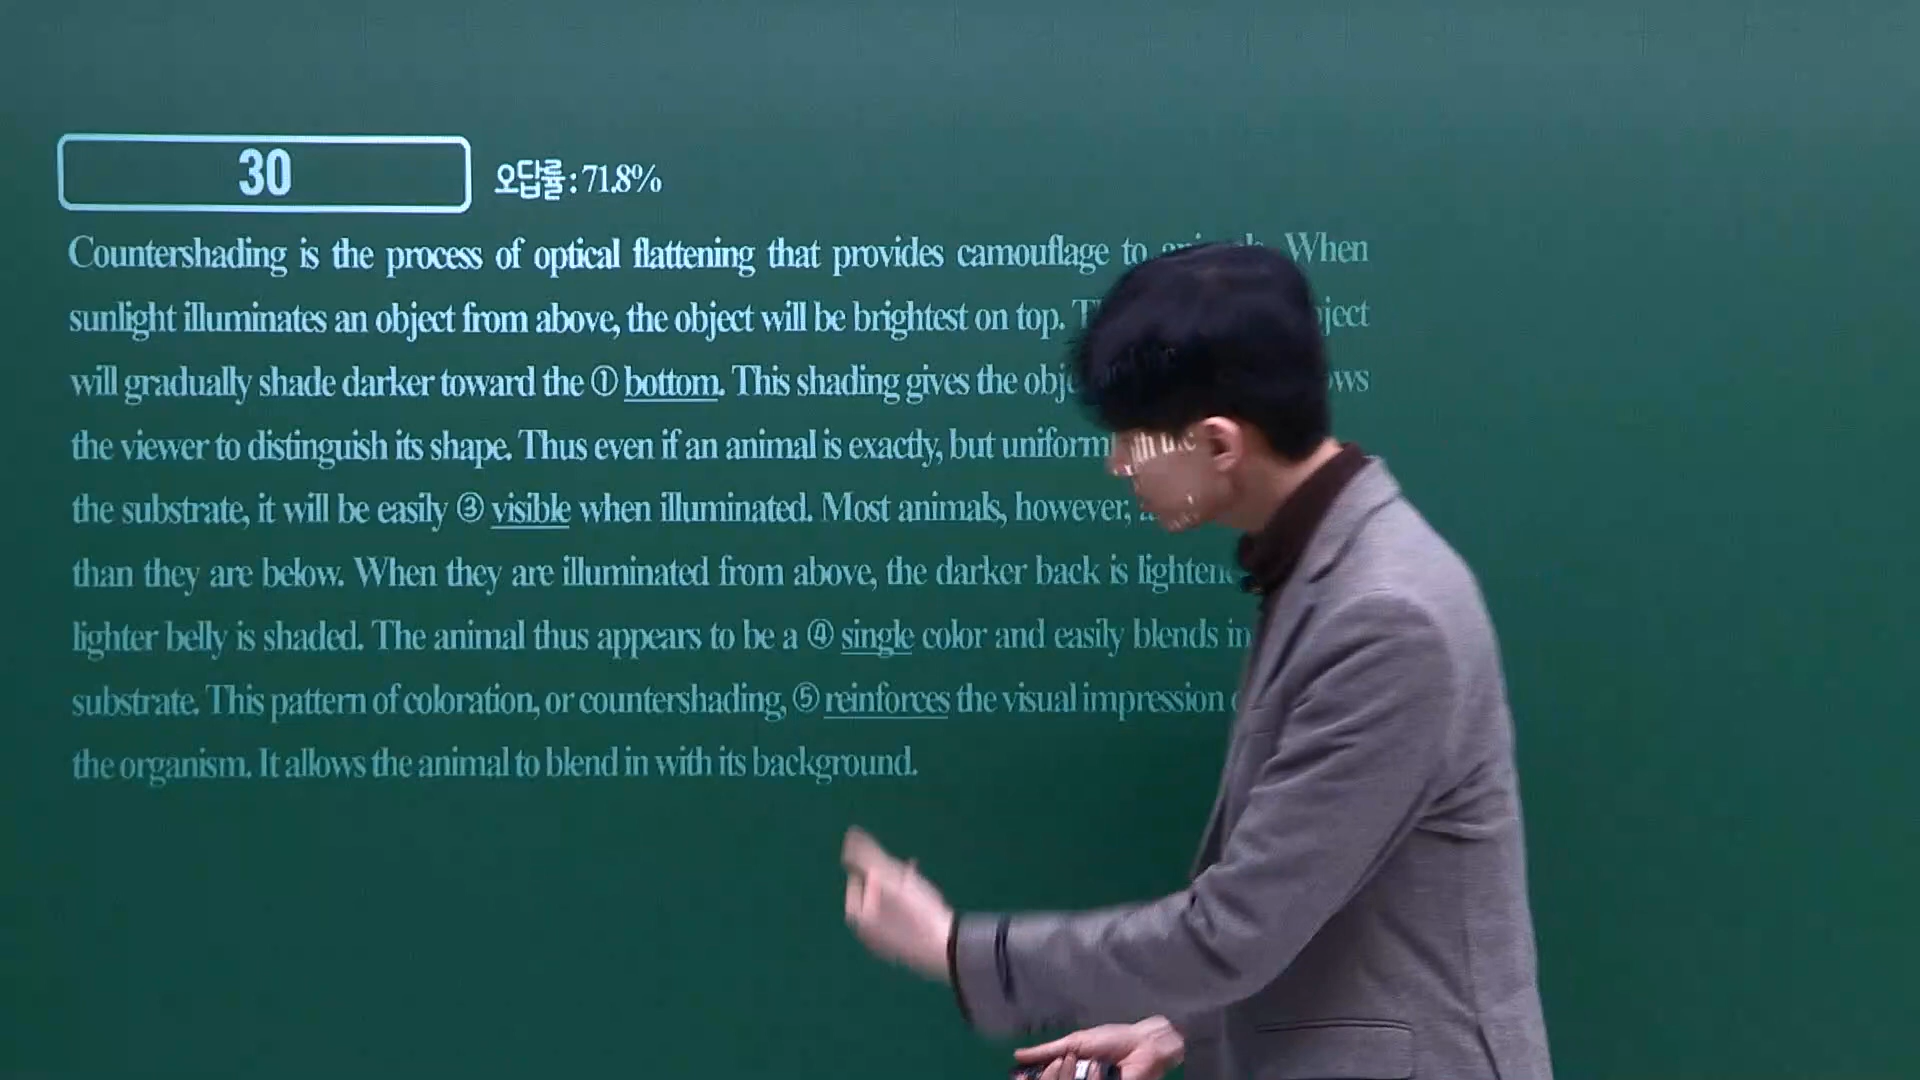 30
오답률 : 71.8%
Countershading is the process of optical flattening that provides camouflage to When
sunlight illuminates an object from above, the object will be brightest on top.
will gradually shade darker toward the ① bottom. This shading gives the
the viewer to distinguish its shape. Thus even if an animal is exactly, but
the substrate, it will be easily ③ visible when illuminated. Most animals, however,
than they are below. When they are illuminated from above, the darker back is
lighter belly is shaded. The animal thus appears to be a ④ single color and easily blends in
substrate. This pattern of coloration, or countershading, ⑤ reinforces the visual impression
the organism. It allows the animal to blend in with its background.